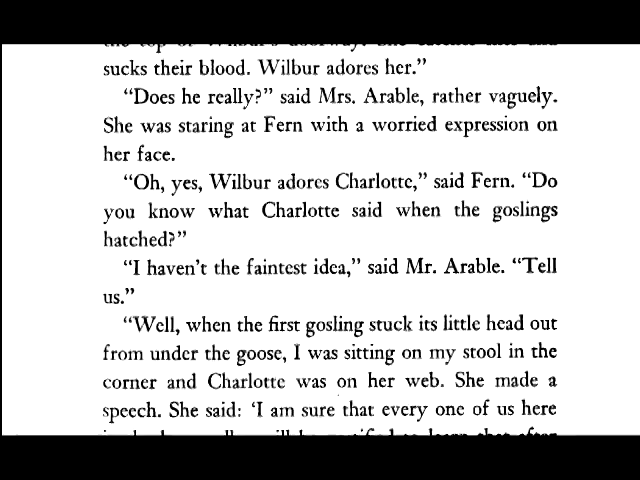 sucks their blood. Wilbur adores her.”
“Does he really?” said Mrs. Arable, rather vaguely.
She was staring at Fern with a worried expression on
her face.
“Oh, yes, Wilbur adores Charlotte,” said Fern. “Do
you know what Charlotte said when the goslings
hatched?”
“I haven’t the faintest idea,” said Mr. Arable. “Tell
us.”
“Well, when the first gosling stuck its little head out
from under the goose, I was sitting on my stool in the
corner and Charlotte was on her web. She made a
speech. She said: ‘I am sure that every one of us here